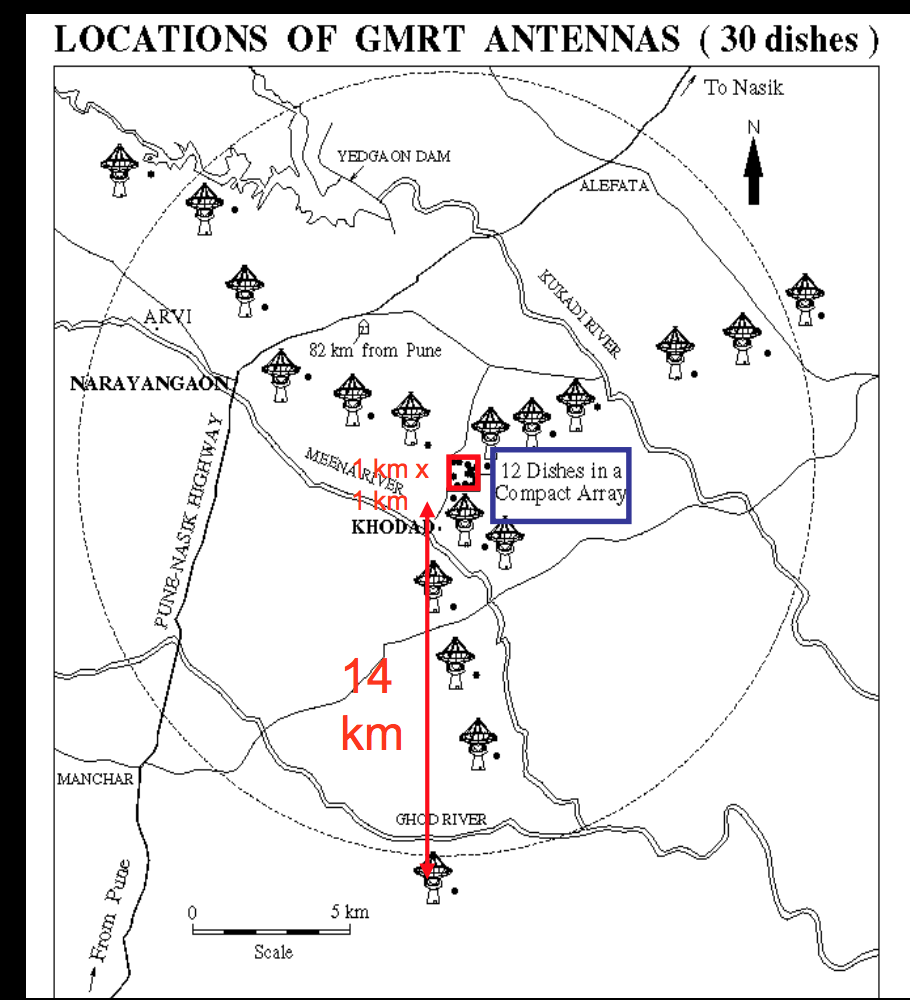 LOCATIONS OF GMRT ANTENNAS ( 30 dishes )
To Nasik
N
YEDGAON DAM
ALEFATA
KUKADI RIVER
ARVI
82 km from Pune
NARAYANGAON
PUNE-NASIK HIGHWAY
MEENA RIVER
1 km x
1 km
12 Dishes in a
Compact Array
KHODAD
14
km
MANCHAR
GHOD RIVER
From Pune
0 5 km
Scale